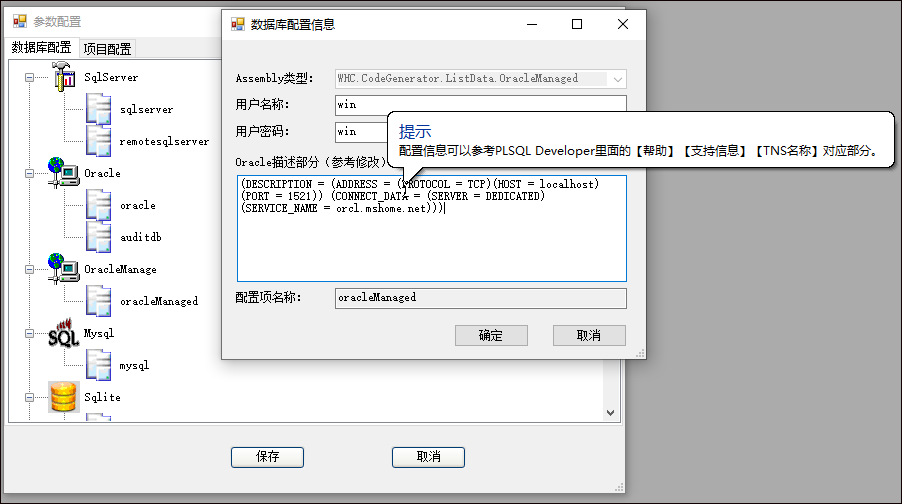 参数配置
数据库配置 项目配置
SqlServer
sqlserver
remotesqlserver
Oracle
oracle
auditdb
OracleManage
oracleManaged
Mysql
mysql
Sqlite
保存 取消
数据库配置信息
Assembly类型: WHC.CodeGenerator.ListData.OracleManaged
用户名称: win
用户密码: win
提示
配置信息可以参考PLSQL Developer里面的【帮助】【支持信息】【TNS名称】对应部分。
Oracle描述部分（参考修改）
(DESCRIPTION = (ADDRESS = (PROTOCOL = TCP)(HOST = localhost)
(PORT = 1521)) (CONNECT_DATA = (SERVER = DEDICATED)
(SERVICE_NAME = orcl.mshome.net)))
配置项名称: oracleManaged
确定 取消